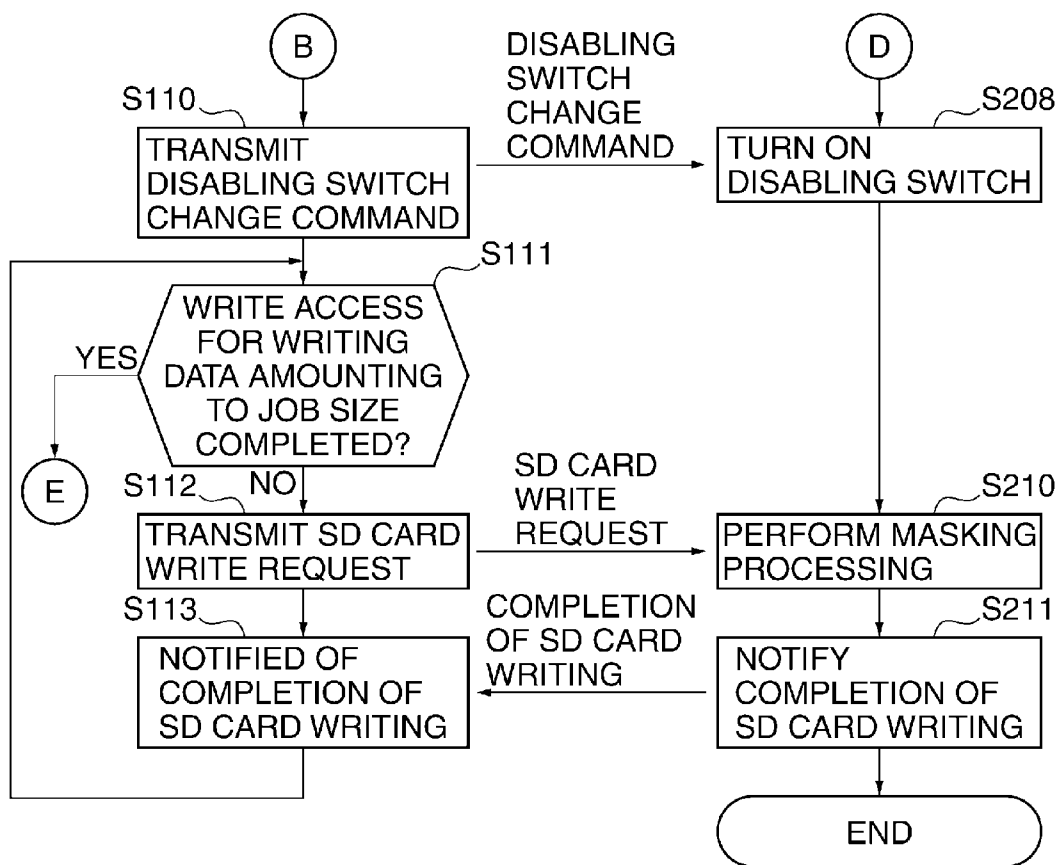 B
DISABLING
SWITCH
CHANGE
COMMAND
D
S110
TRANSMIT
DISABLING SWITCH
CHANGE COMMAND
S208
TURN ON
DISABLING SWITCH
S111
WRITE ACCESS
FOR WRITING
DATA AMOUNTING
TO JOB SIZE
COMPLETED?
YES
E
NO
S112
TRANSMIT SD CARD
WRITE REQUEST
SD CARD
WRITE
REQUEST
S210
PERFORM MASKING
PROCESSING
S113
NOTIFIED OF
COMPLETION OF
SD CARD WRITING
COMPLETION
OF SD CARD
WRITING
S211
NOTIFY
COMPLETION OF
SD CARD WRITING
END